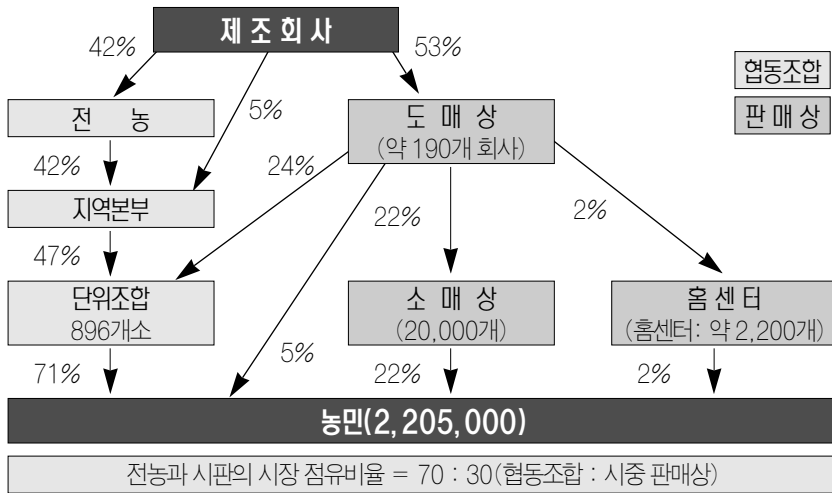 제조회사
42%
53%
협동조합
판매상
전 농
5%
도 매 상
(약 190개 회사)
42%
24%
지역본부
22%
2%
47%
단위조합
896개소
소 매 상
(20,000개)
홈 센 터
(홈센터: 약 2,200개)
71%
5%
22%
2%
농민(2,205,000)
전농과 시판의 시장 점유비율 = 70 : 30(협동조합 : 시중 판매상)